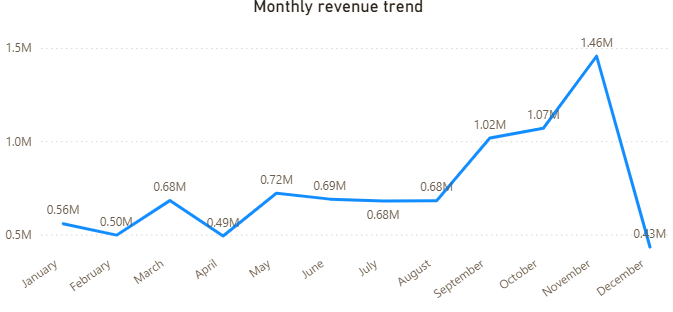 Monthly revenue trend
1.5M
1.0M
0.5M
0.56M
0.50M
0.68M
0.49M
0.72M
0.69M
0.68M
0.68M
1.02M
1.07M
1.46M
0.43M
January
February
March
April
May
June
July
August
September
October
November
December